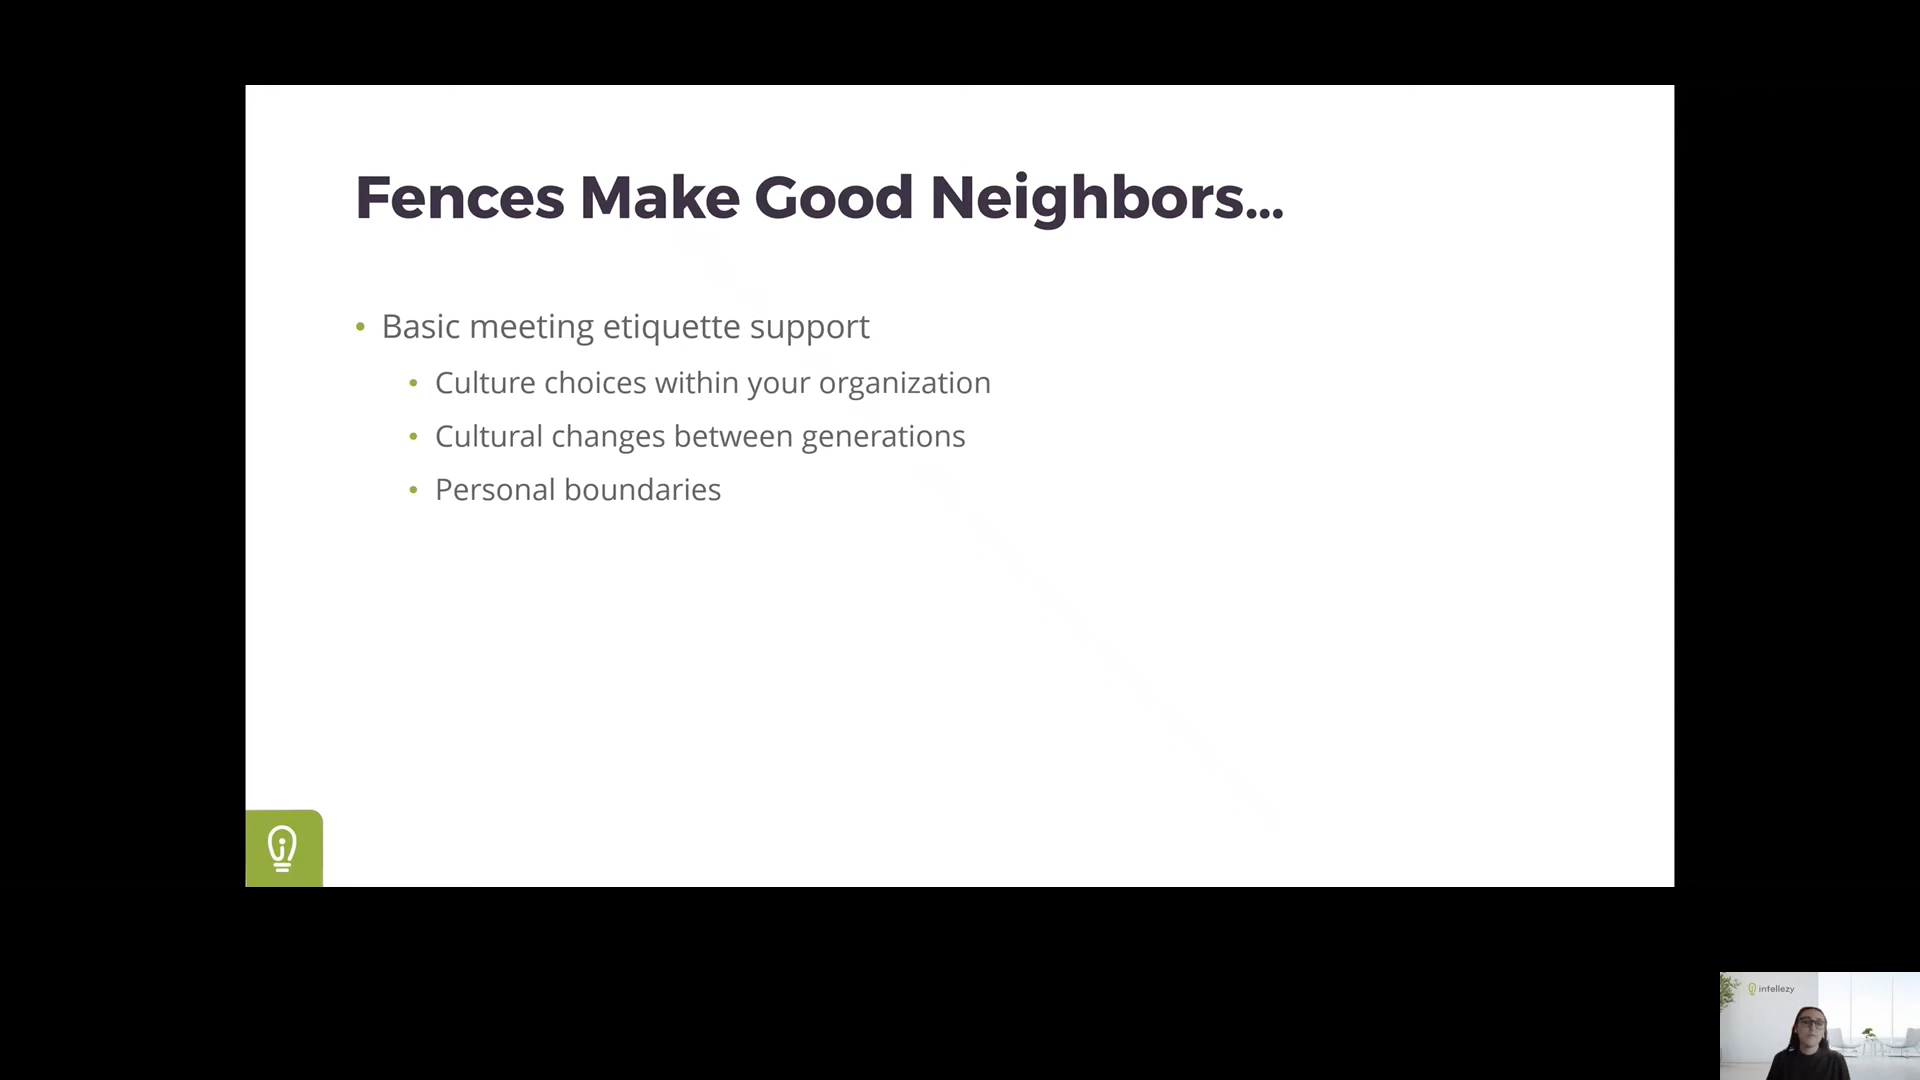 Fences Make Good Neighbors...
• Basic meeting etiquette support
• Culture choices within your organization
• Cultural changes between generations
• Personal boundaries
intellezy